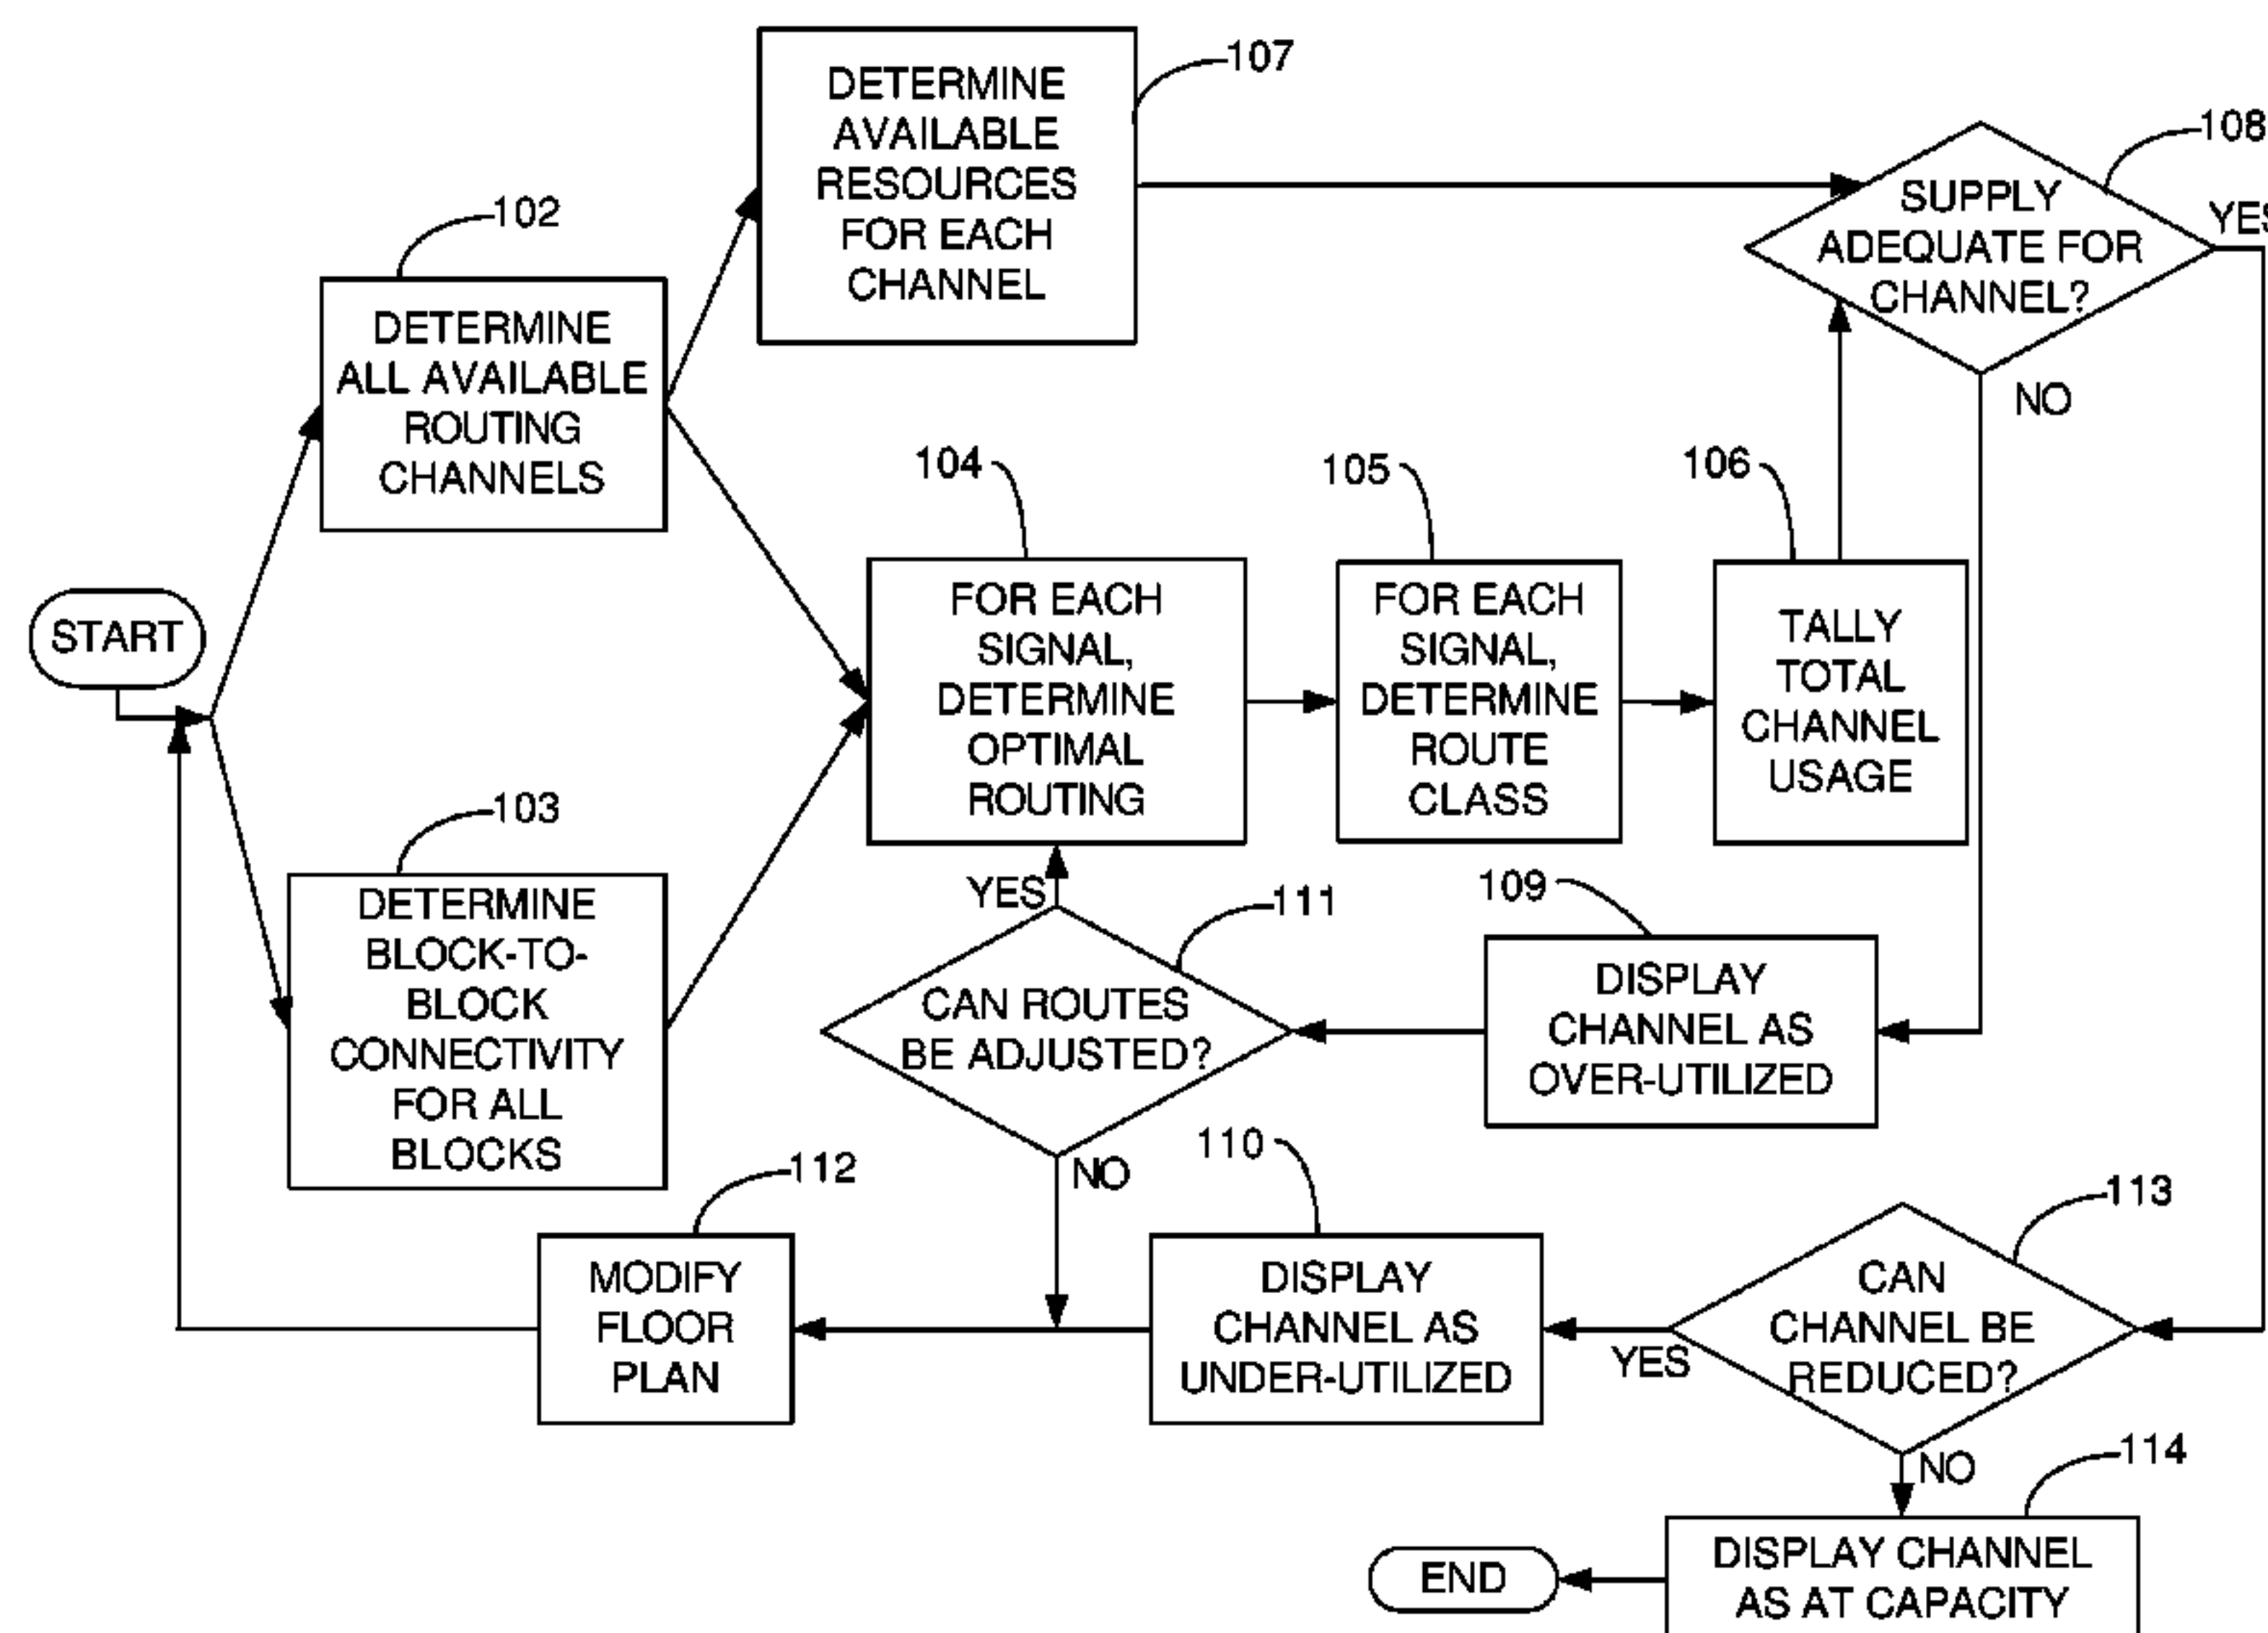 DETERMINE
AVAILABLE
RESOURCES
FOR EACH
CHANNEL
107
SUPPLY
ADEQUATE FOR
CHANNEL?
108
YES
NO
102
DETERMINE
ALL AVAILABLE
ROUTING
CHANNELS
START
104
FOR EACH
SIGNAL,
DETERMINE
OPTIMAL
ROUTING
105
FOR EACH
SIGNAL,
DETERMINE
ROUTE
CLASS
106
TALLY
TOTAL
CHANNEL
USAGE
103
DETERMINE
BLOCK-TO-
BLOCK
CONNECTIVITY
FOR ALL
BLOCKS
YES
111
CAN ROUTES
BE ADJUSTED?
NO
109
DISPLAY
CHANNEL AS
OVER-UTILIZED
112
MODIFY
FLOOR
PLAN
110
DISPLAY
CHANNEL AS
UNDER-UTILIZED
113
CAN
CHANNEL BE
REDUCED?
YES
NO
114
DISPLAY CHANNEL
AS AT CAPACITY
END